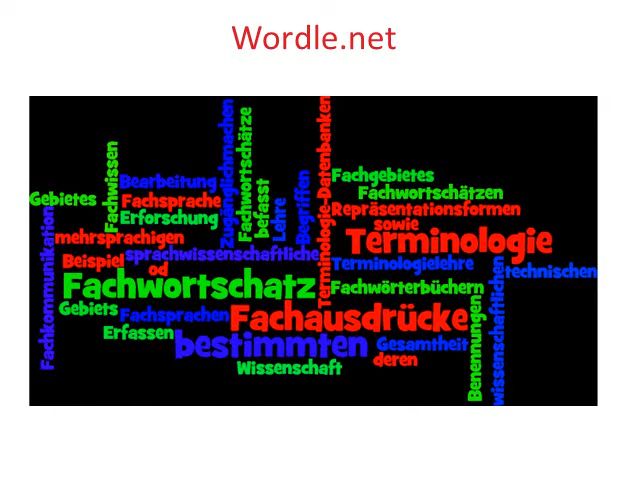 Wordle.net
Zugänglichmachen
Fachwortschätze
Terminologie-Datenbanken
Fachwissen
Bearbeitung
befasst
Lehre
Begriffen
Fachgebietes
Gebietes
Fachsprache
Fachwortschätzen
Erforschung
Repräsentationsformen
sowie
Fachkommunikation
mehrsprachigen
Terminologie
Beispiel
sprachwissenschaftliche
od
Terminologielehre
technischen
Fachwortschatz
Fachwörterbüchern
Gebiets
Fachsprachen
Fachausdrücke
Benennungen
wissenschaftlichen
Erfassen
bestimmten
Gesamtheit
deren
Wissenschaft